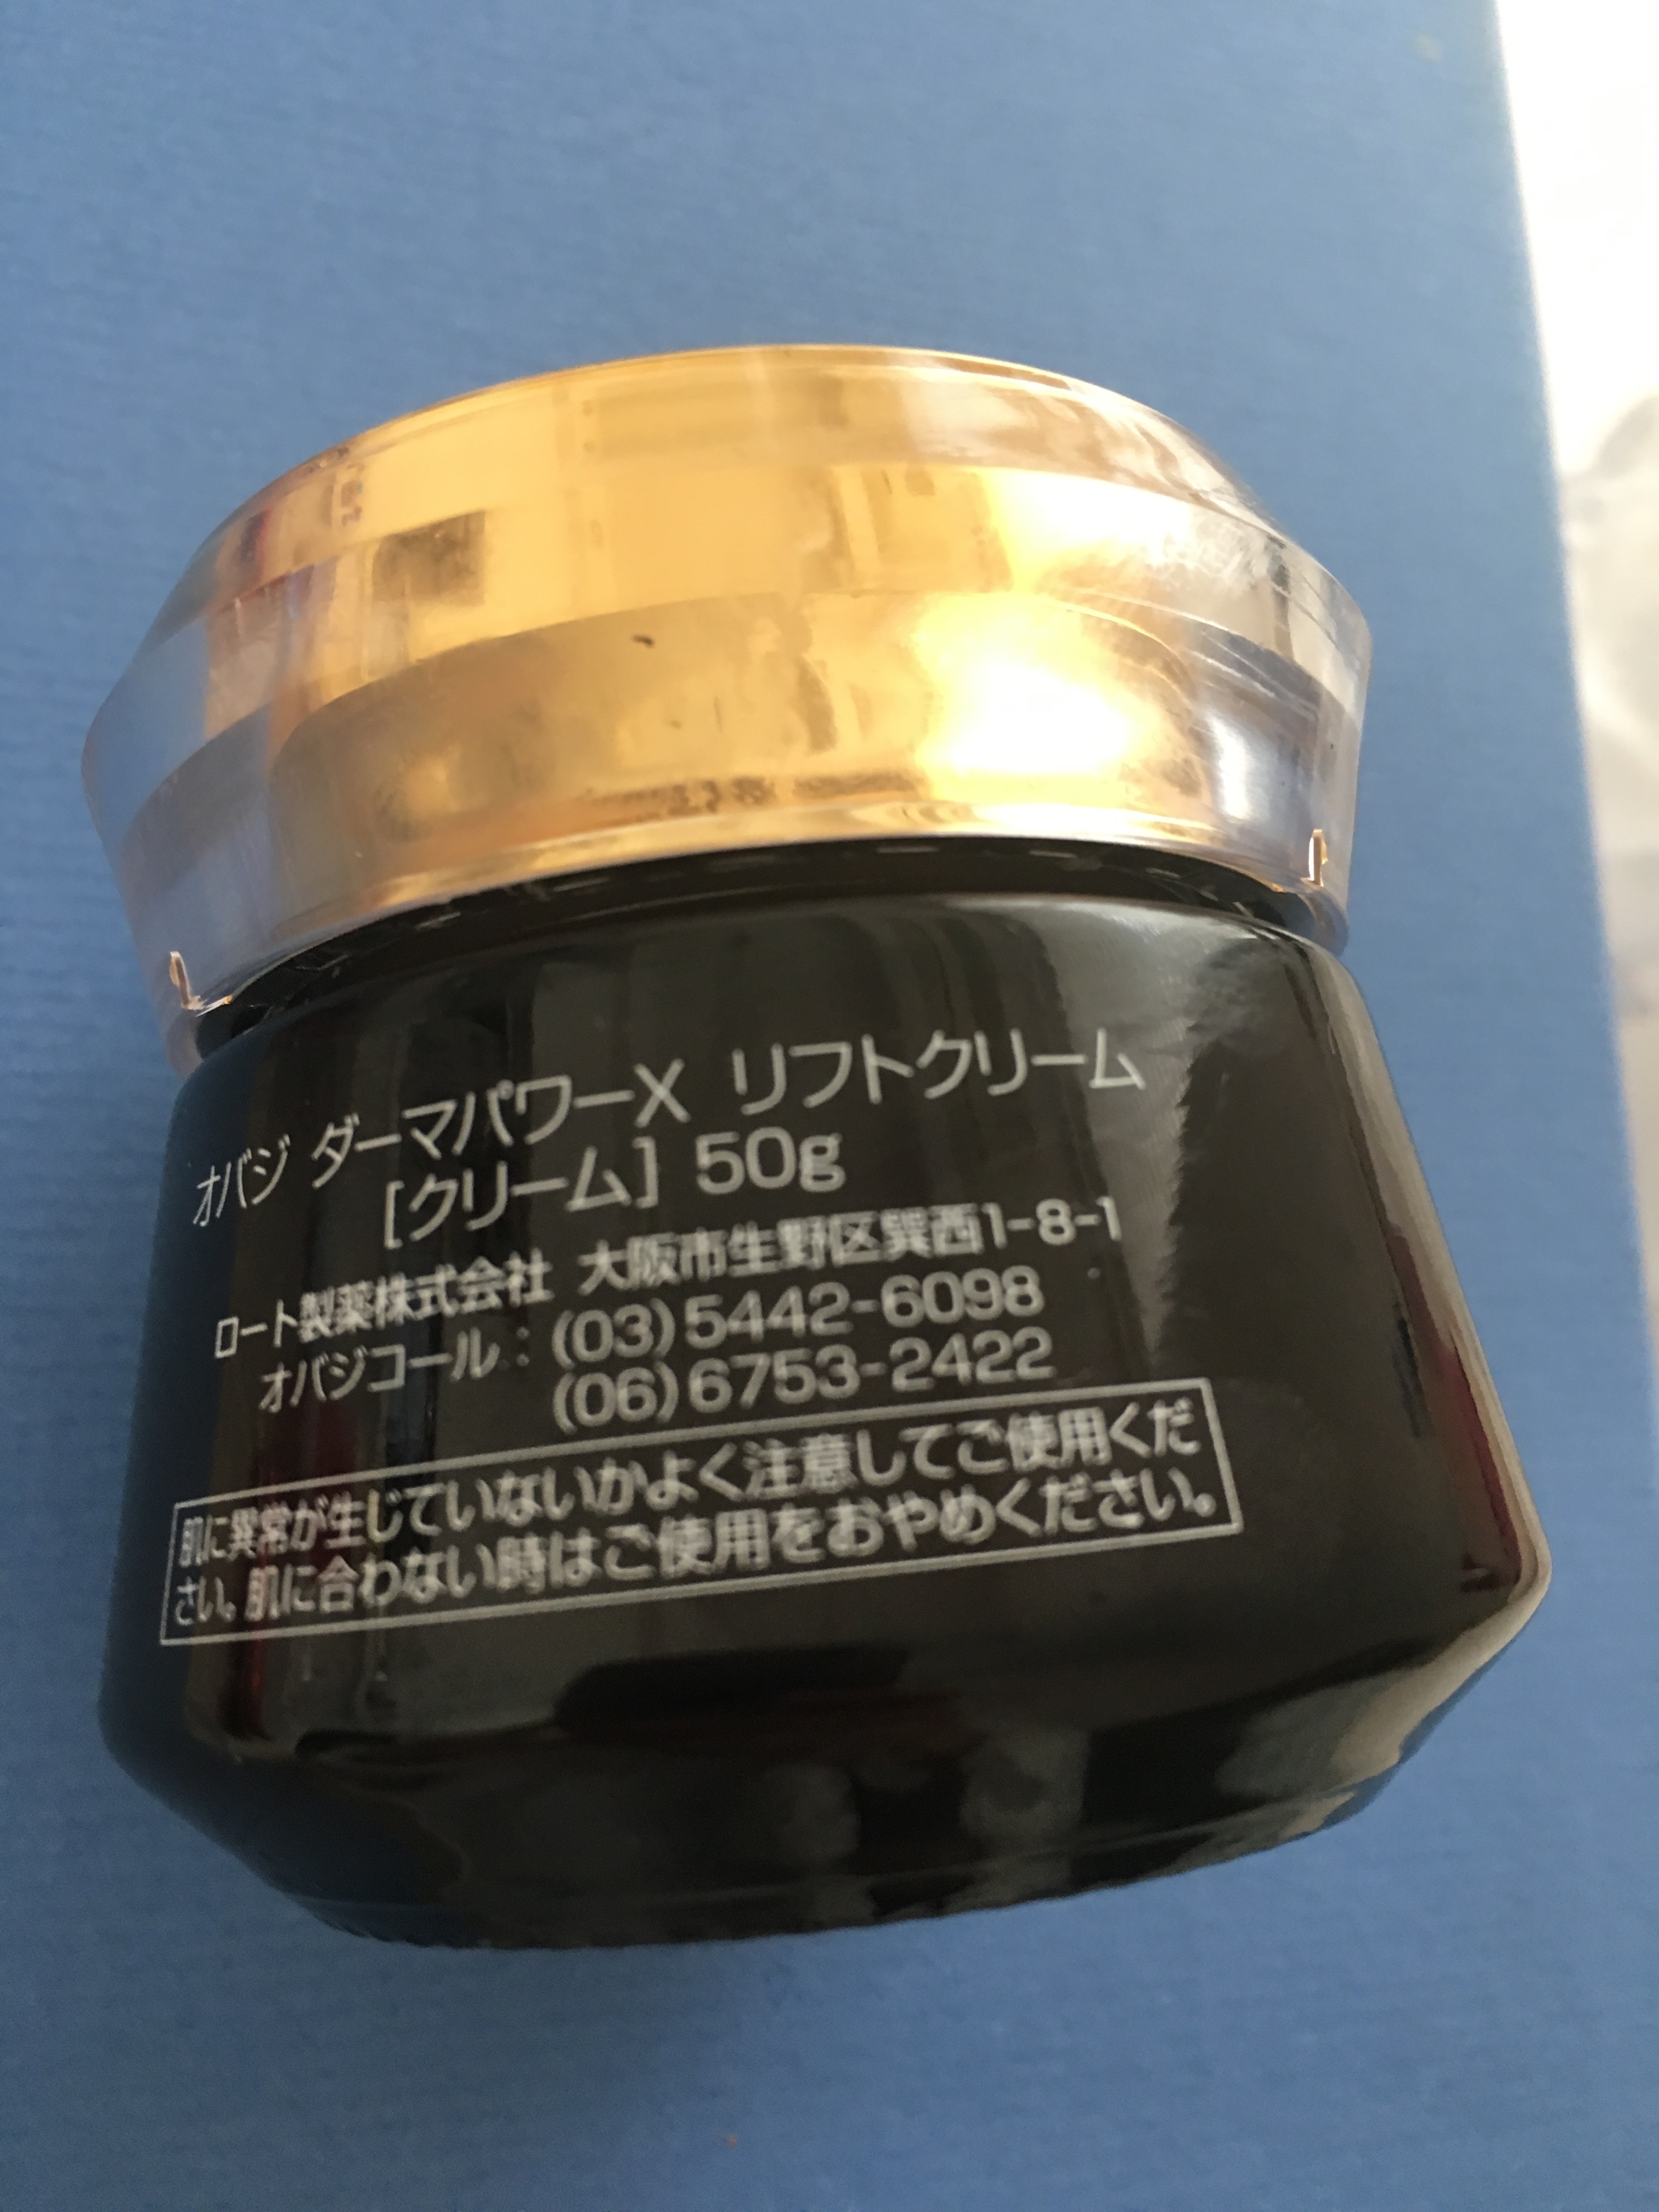 オバジ ダーマパワーX リフトクリーム
[クリーム] 50g
ロート製薬株式会社 大阪市生野区巽西1-8-1
オバジコール：(03)5442-6098
(06)6753-2422
肌に異常が生じていないかよく注意してご使用くだ
さい。肌に合わない時はご使用をおやめください。